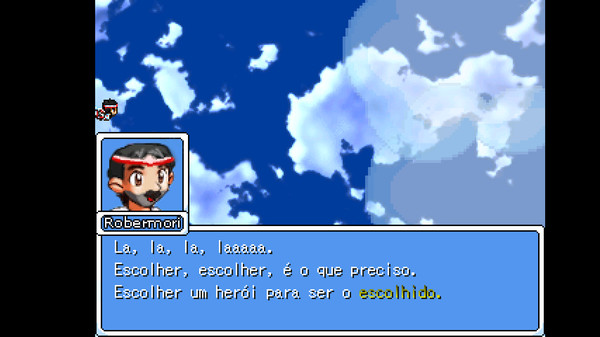 Robermori
La, la, la, laaaaa.
Escolher, escolher, é o que preciso.
Escolher um herói para ser o escolhido.